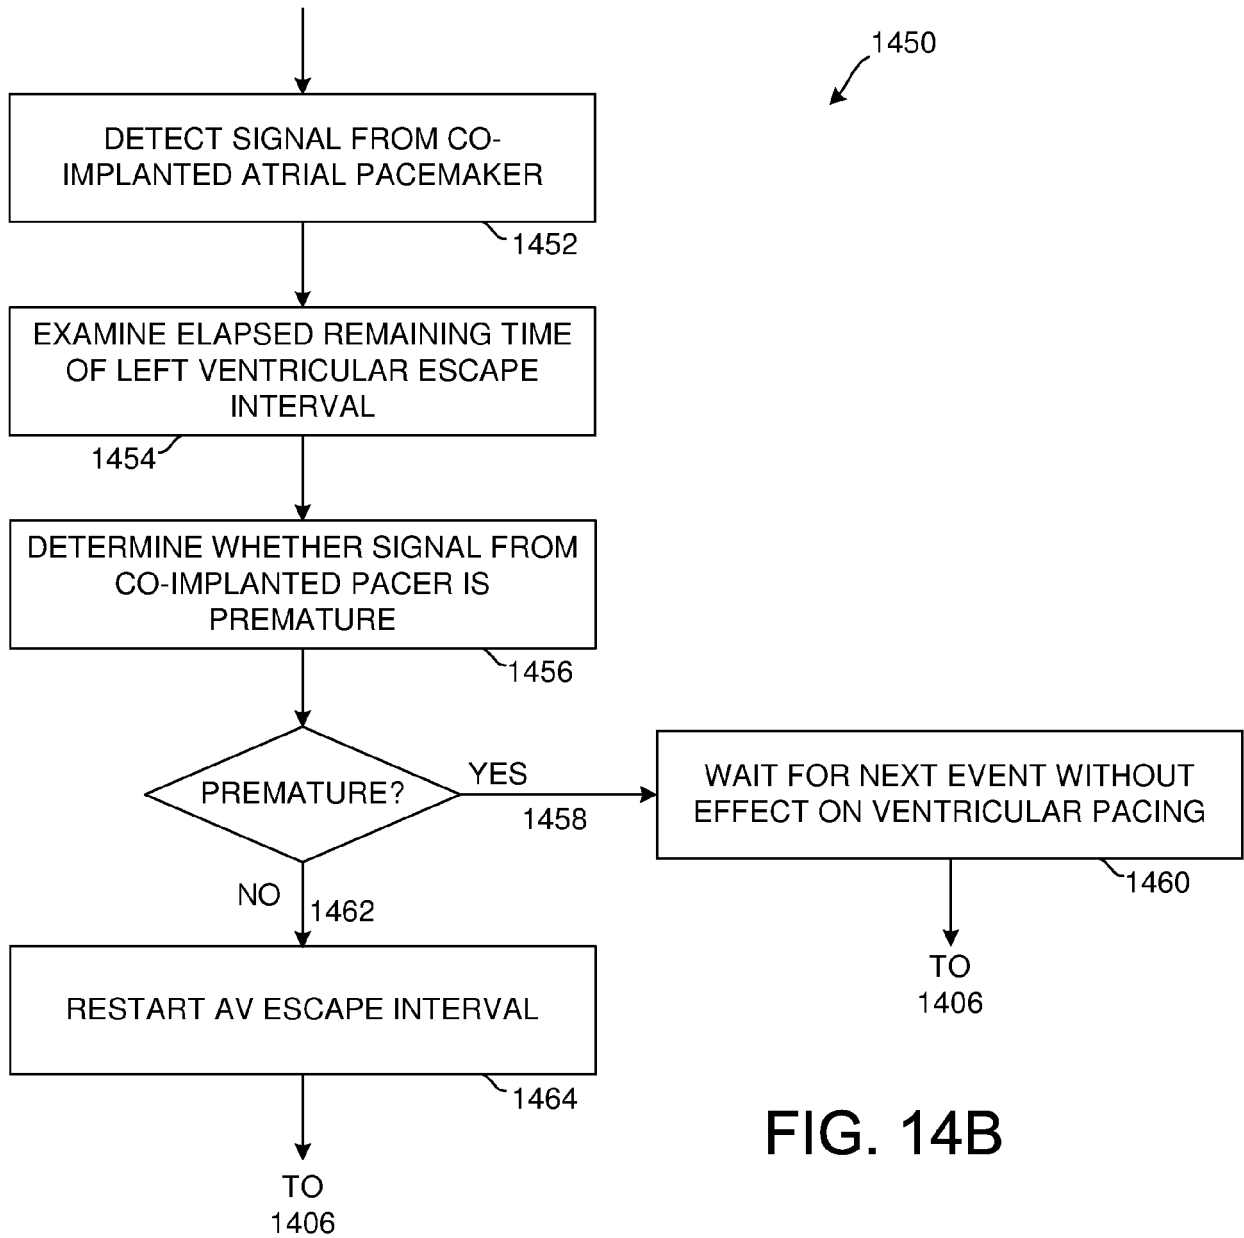 1450
DETECT SIGNAL FROM CO-
IMPLANTED ATRIAL PACEMAKER
1452
EXAMINE ELAPSED REMAINING TIME
OF LEFT VENTRICULAR ESCAPE
INTERVAL
1454
DETERMINE WHETHER SIGNAL FROM
CO-IMPLANTED PACER IS
PREMATURE
1456
PREMATURE?
YES
1458
WAIT FOR NEXT EVENT WITHOUT
EFFECT ON VENTRICULAR PACING
1460
TO
1406
NO
1462
RESTART AV ESCAPE INTERVAL
1464
TO
1406
FIG. 14B